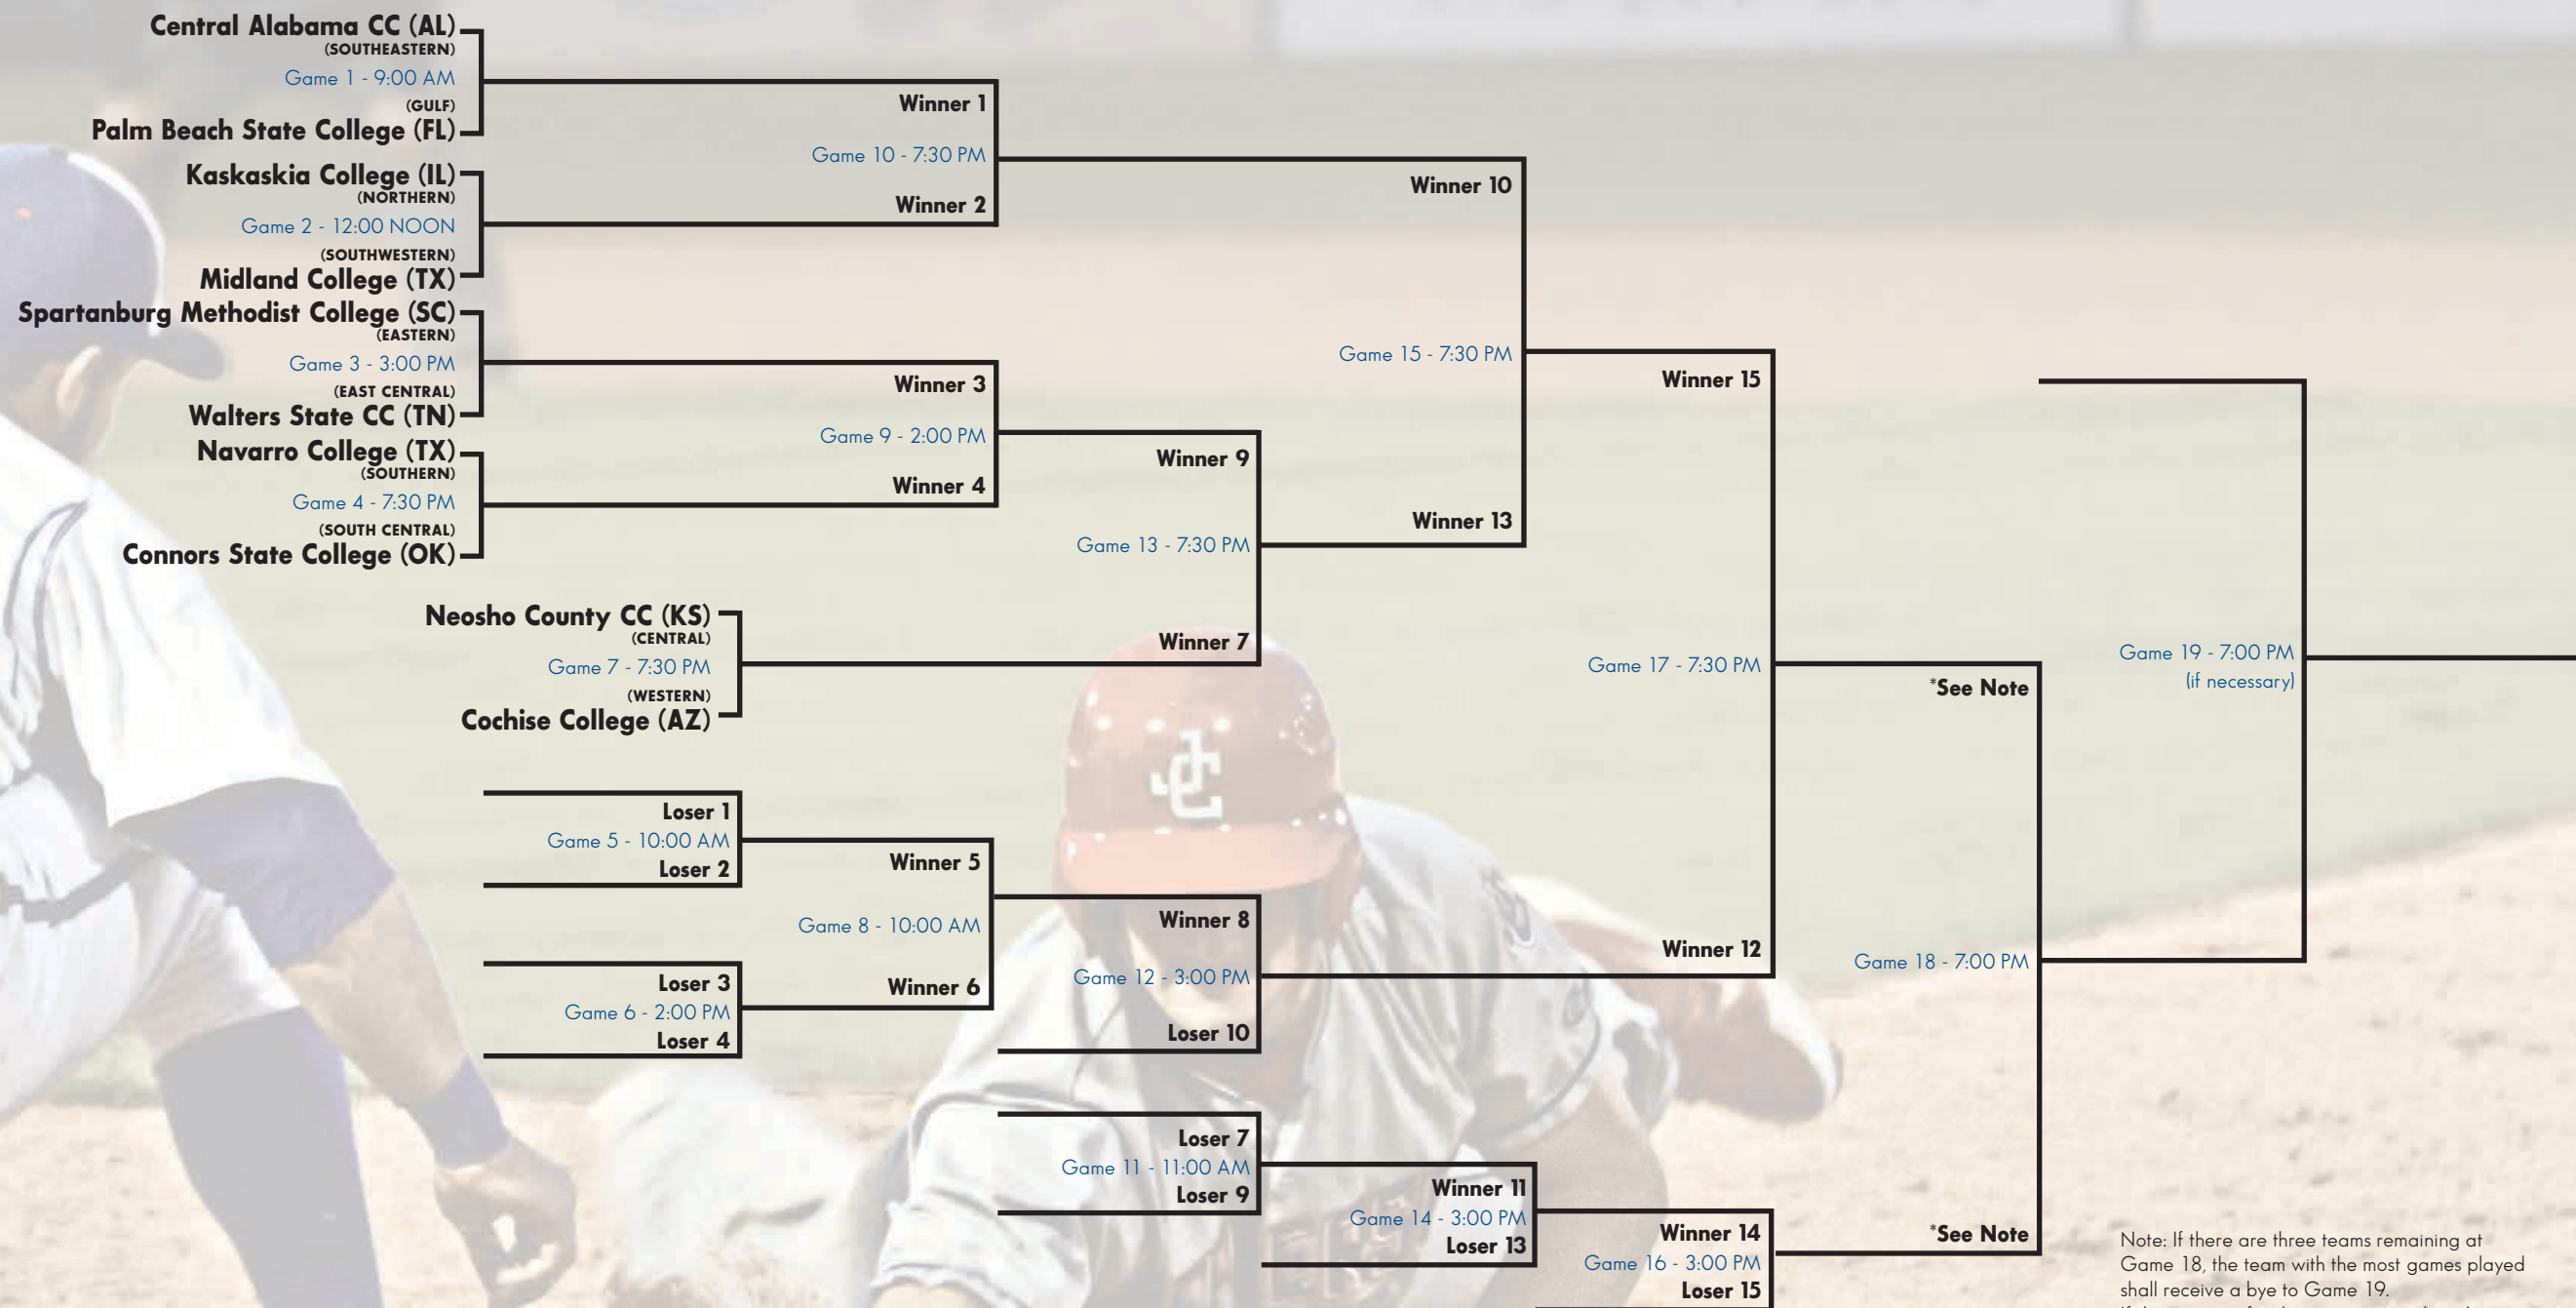 Central Alabama CC (AL)
(SOUTHEASTERN)
Game 1 - 9:00 AM
(GULF)
Palm Beach State College (FL)
Kaskaskia College (IL)
(NORTHERN)
Game 2 - 12:00 NOON
(SOUTHWESTERN)
Midland College (TX)
Spartanburg Methodist College (SC)
(EASTERN)
Game 3 - 3:00 PM
(EAST CENTRAL)
Walters State CC (TN)
Navarro College (TX)
(SOUTHERN)
Game 4 - 7:30 PM
(SOUTH CENTRAL)
Connors State College (OK)
Neosho County CC (KS)
(CENTRAL)
Game 7 - 7:30 PM
(WESTERN)
Cochise College (AZ)
Loser 1
Game 5 - 10:00 AM
Loser 2
Loser 3
Game 6 - 2:00 PM
Loser 4
Winner 1
Game 10 - 7:30 PM
Winner 2
Winner 3
Game 9 - 2:00 PM
Winner 4
Winner 5
Game 8 - 10:00 AM
Winner 6
Winner 9
Game 13 - 7:30 PM
Winner 7
Winner 8
Game 12 - 3:00 PM
Loser 10
Loser 7
Game 11 - 11:00 AM
Loser 9
Winner 10
Game 15 - 7:30 PM
Winner 13
Winner 11
Game 14 - 3:00 PM
Loser 13
Winner 15
Game 17 - 7:30 PM
Winner 12
Winner 14
Game 16 - 3:00 PM
Loser 15
*See Note
Game 18 - 7:00 PM
*See Note
Game 19 - 7:00 PM
(if necessary)
Note: If there are three teams remaining at
Game 18, the team with the most games played
shall receive a bye to Game 19.
JC